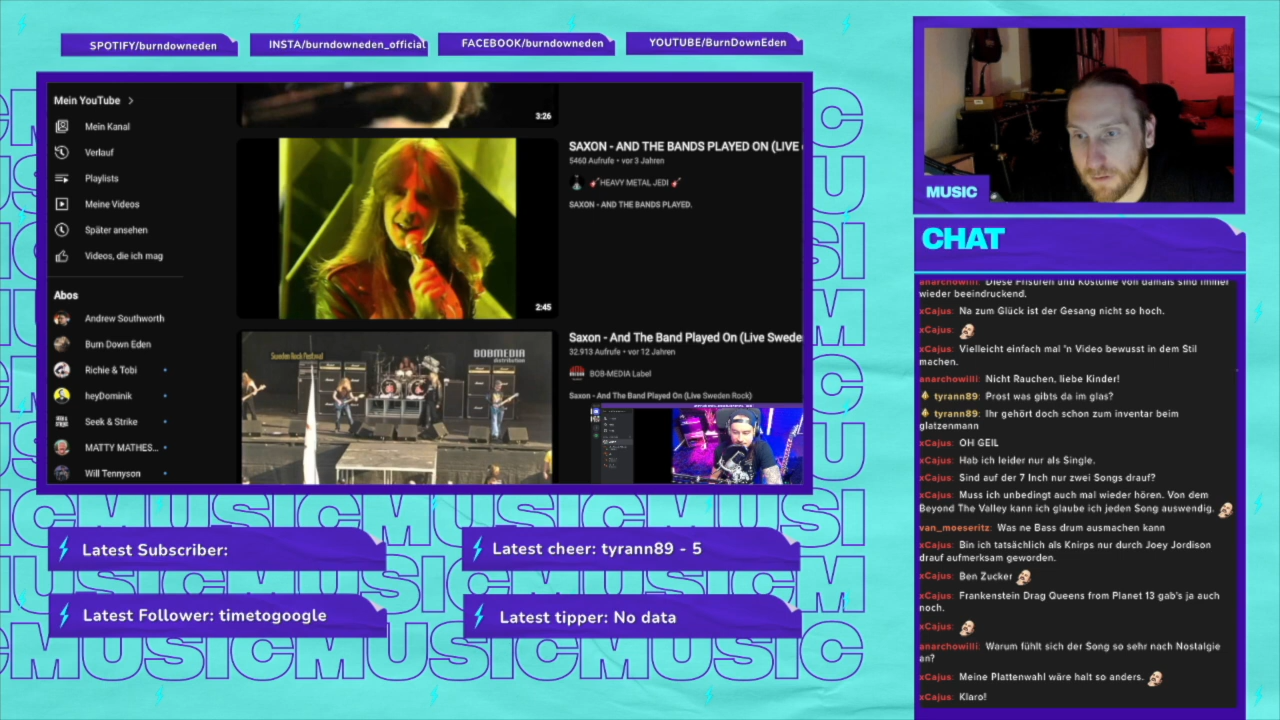 SPOTIFY/burndowneden
INSTA/burndowneden_official
FACEBOOK/burndowneden
YOUTUBE/BurnDownEden
Mein YouTube
Mein Kanal
Verlauf
Playlists
Meine Videos
Später ansehen
Videos, die ich mag
Abos
Andrew Southworth
Burn Down Eden
Richie & Tobi
heyDominik
Seek & Strike
MATTY MATHES...
Will Tennyson
3:26
SAXON - AND THE BANDS PLAYED ON (LIVE
5460 Aufrufe • vor 3 Jahren
HEAVY METAL JEDI
SAXON - AND THE BANDS PLAYED.
2:45
Sweden Rock Festival
BOBMEDIA
distribution
Saxon - And The Band Played On (Live Swede
32.913 Aufrufe • vor 12 Jahren
BOB-MEDIA Label
Saxon - And The Band Played On (Live Sweden Rock)
MUSIC
CHAT
anarchowilli: Diese Frisuren und Kostüme von damals sind immer
wieder beeindruckend.
xCajus: Na zum Glück ist der Gesang nicht so hoch.
xCajus:
xCajus: Vielleicht einfach mal 'n Video bewusst in dem Stil
machen.
anarchowilli: Nicht Rauchen, liebe Kinder!
tyrann89: Prost was gibts da im glas?
tyrann89: Ihr gehört doch schon zum inventar beim
glatzenmann
xCajus: OH GEIL
xCajus: Hab ich leider nur als Single.
xCajus: Sind auf der 7 Inch nur zwei Songs drauf?
xCajus: Muss ich unbedingt auch mal wieder hören. Von dem
Beyond The Valley kann ich glaube ich jeden Song auswendig.
van_moeseritz: Was ne Bass drum ausmachen kann
xCajus: Bin ich tatsächlich als Knirps nur durch Joey Jordison
drauf aufmerksam geworden.
xCajus: Ben Zucker
xCajus: Frankenstein Drag Queens from Planet 13 gab's ja auch
noch.
xCajus:
anarchowilli: Warum fühlt sich der Song so sehr nach Nostalgie
an?
xCajus: Meine Plattenwahl wäre halt so anders.
xCajus: Klaro!
Latest Subscriber:
Latest cheer: tyrann89 - 5
Latest Follower: timetogoogle
Latest tipper: No data
MUSICMUSICMUSICMUSIC